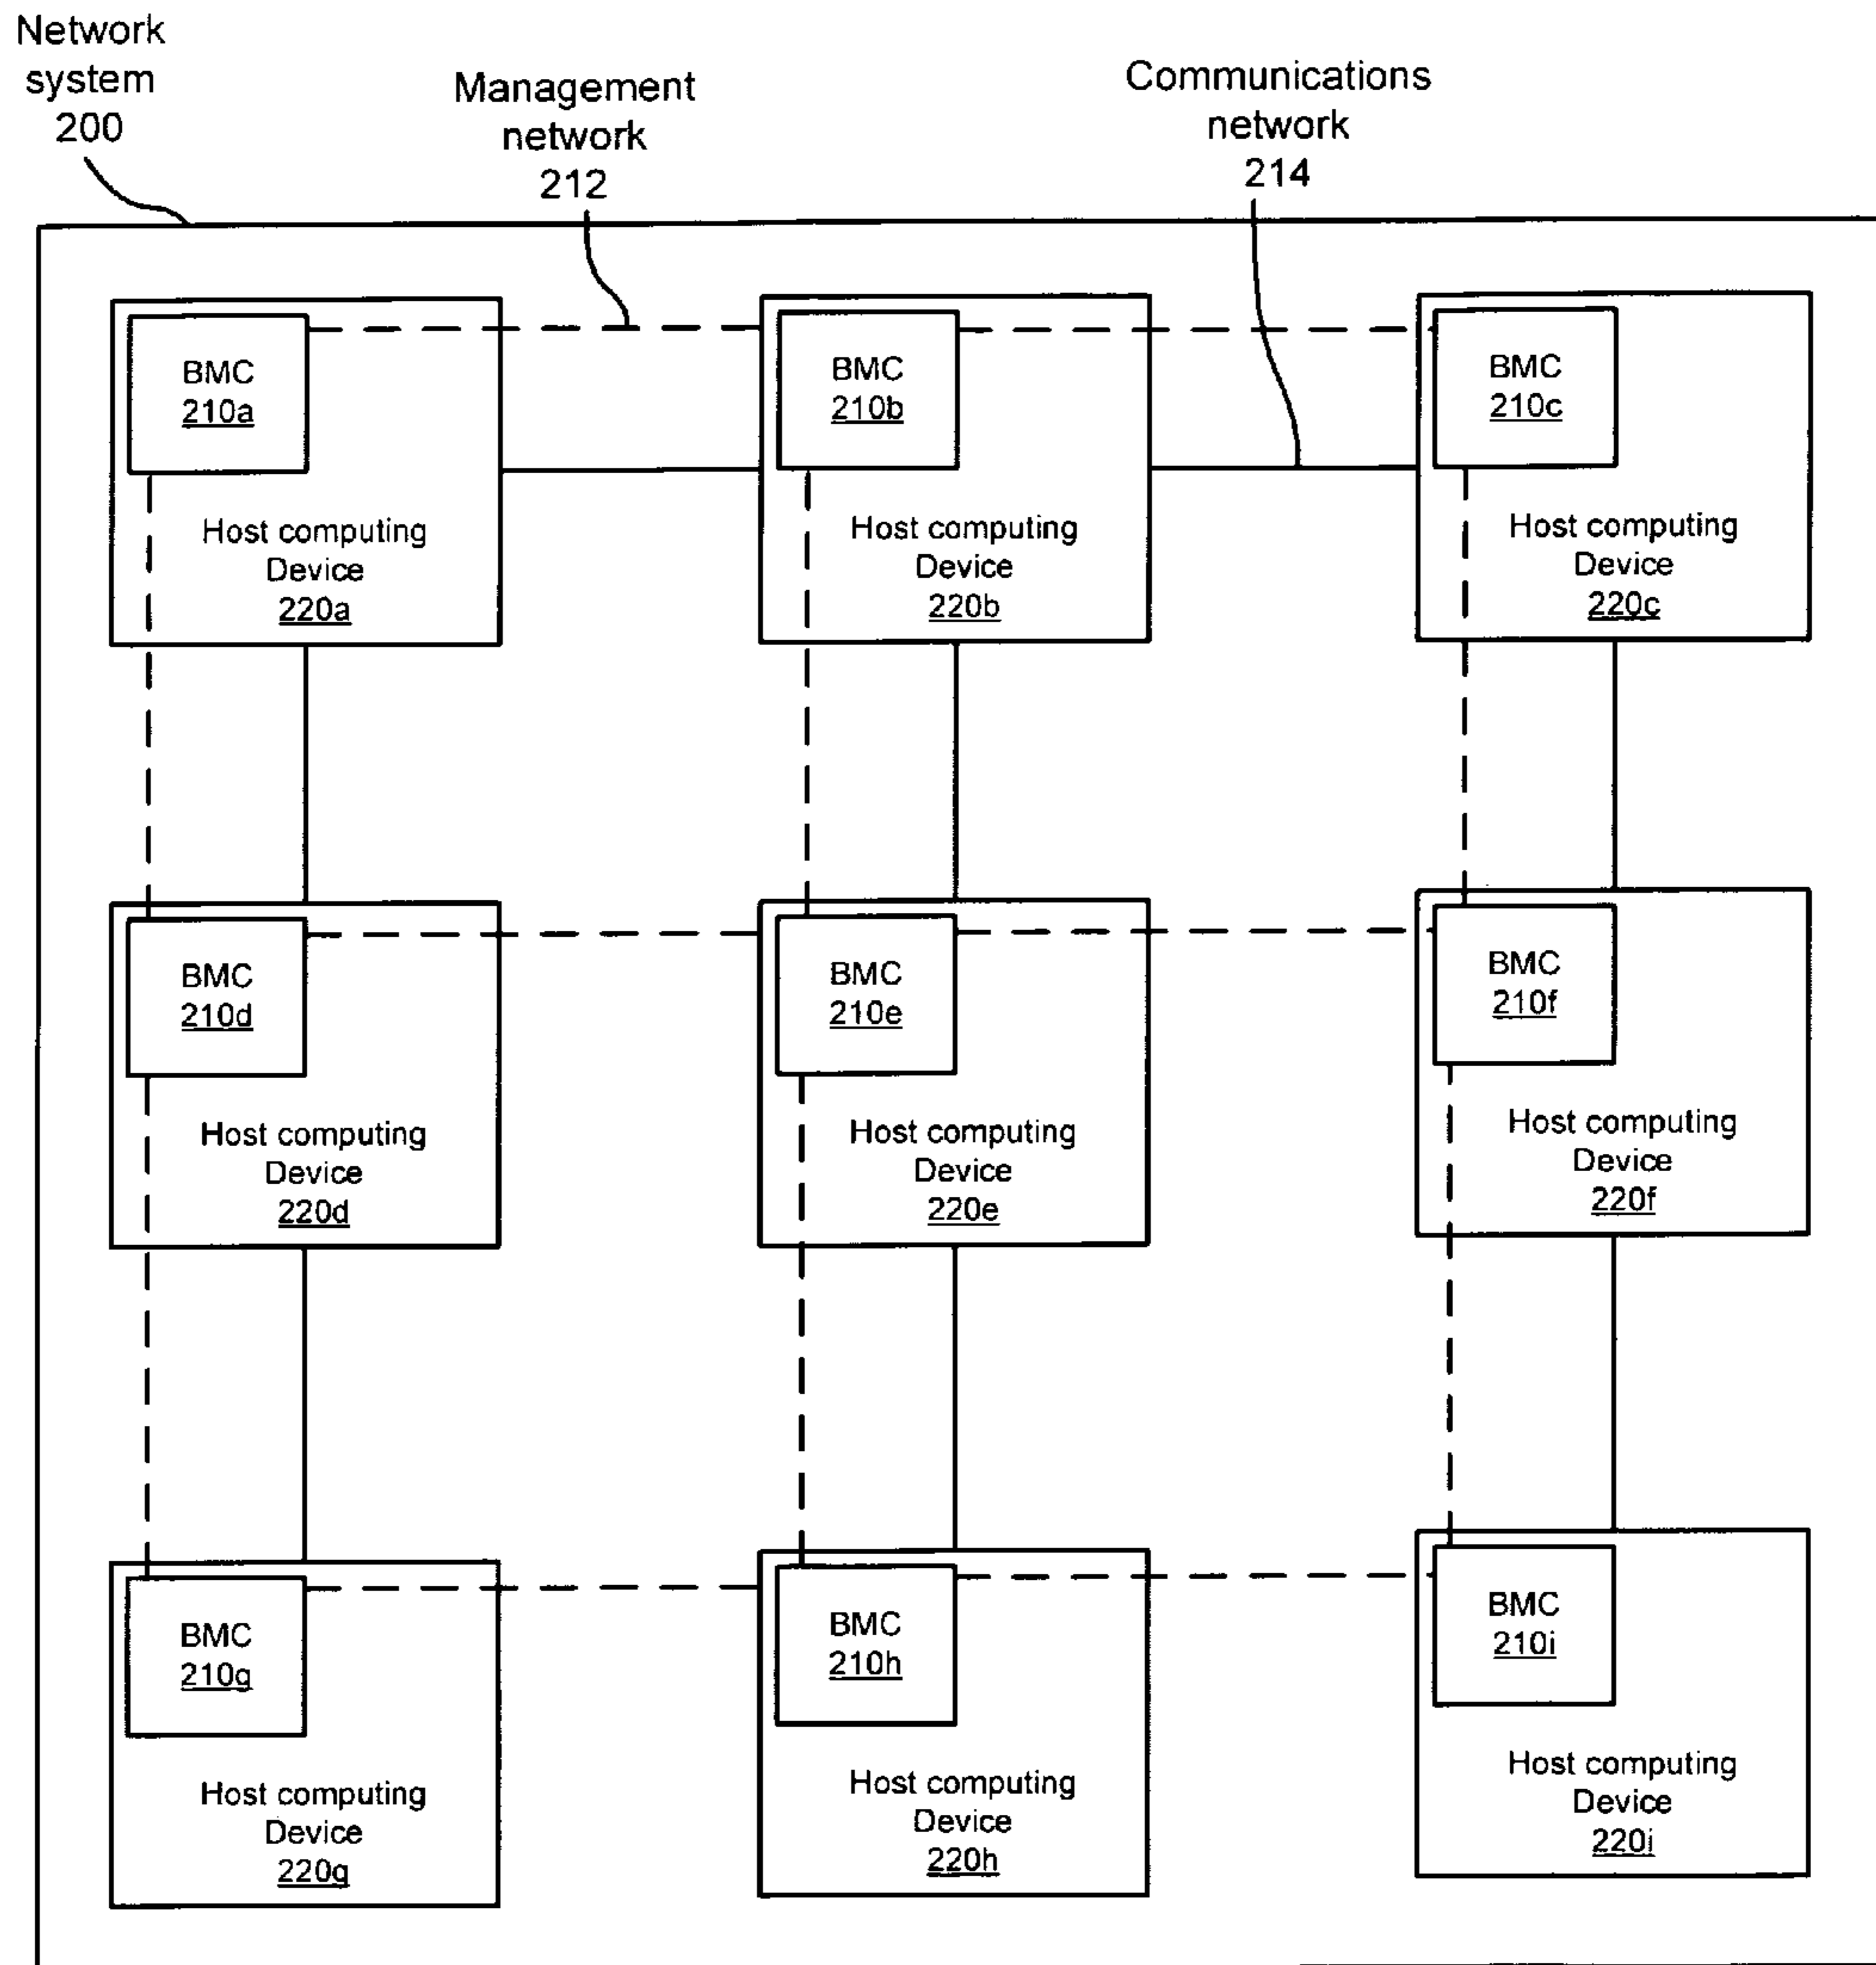 Network
system
200
Management
network
212
Communications
network
214
BMC
210a
Host computing
Device
220a
BMC
210b
Host computing
Device
220b
BMC
210c
Host computing
Device
220c
BMC
210d
Host computing
Device
220d
BMC
210e
Host computing
Device
220e
BMC
210f
Host computing
Device
220f
BMC
210g
Host computing
Device
220g
BMC
210h
Host computing
Device
220h
BMC
210i
Host computing
Device
220i